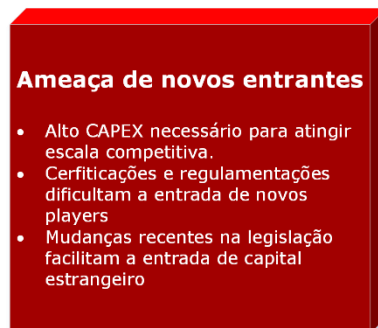 Ameaça de novos entrantes
• Alto CAPEX necessário para atingir
escala competitiva.
• Cerfiticações e regulamentações
dificultam a entrada de novos
players
• Mudanças recentes na legislação
facilitam a entrada de capital
estrangeiro